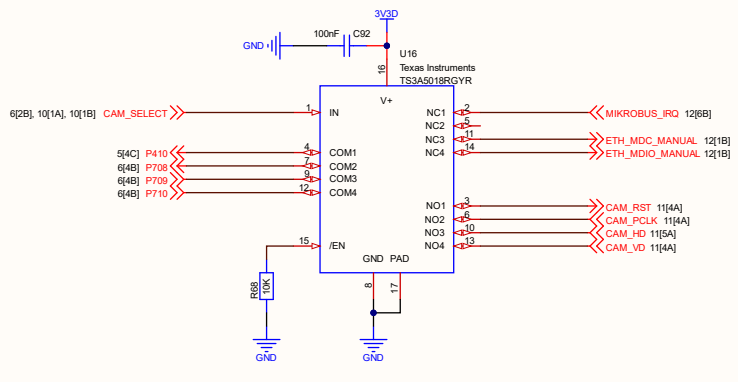 3V3D
100nF C92
GND
U16
Texas Instruments
TS3A5018RGYR
16
V+
6[2B], 10[1A], 10[1B] CAM_SELECT 1 IN
NC1 2 MIKROBUS_IRQ 12[6B]
NC2 5
NC3 11 ETH_MDC_MANUAL 12[1B]
NC4 14 ETH_MDIO_MANUAL 12[1B]
5[4C] P410 4 COM1
6[4B] P708 7 COM2
6[4B] P709 9 COM3
6[4B] P710 12 COM4
NO1 3 CAM_RST 11[4A]
NO2 6 CAM_PCLK 11[4A]
NO3 10 CAM_HD 11[5A]
NO4 13 CAM_VD 11[4A]
15 /EN
GND PAD
R68 10K
8 17
GND
GND